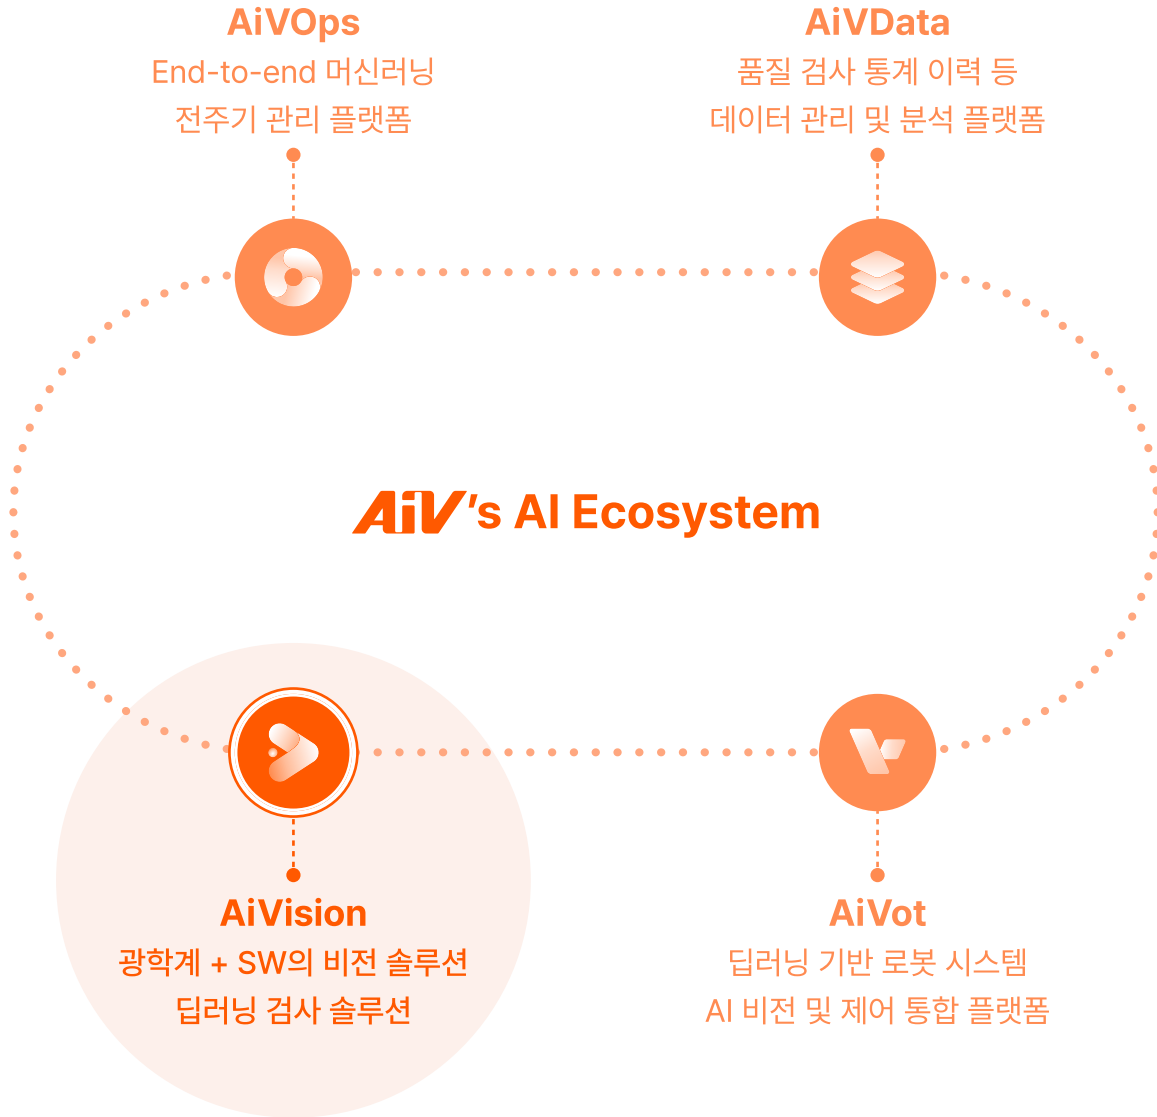 AiVOps
End-to-end 머신러닝
전주기 관리 플랫폼
AiVData
품질 검사 통계 이력 등
데이터 관리 및 분석 플랫폼
AiV's AI Ecosystem
AiVision
광학계 + SW의 비전 솔루션
딥러닝 검사 솔루션
AiVot
딥러닝 기반 로봇 시스템
AI 비전 및 제어 통합 플랫폼